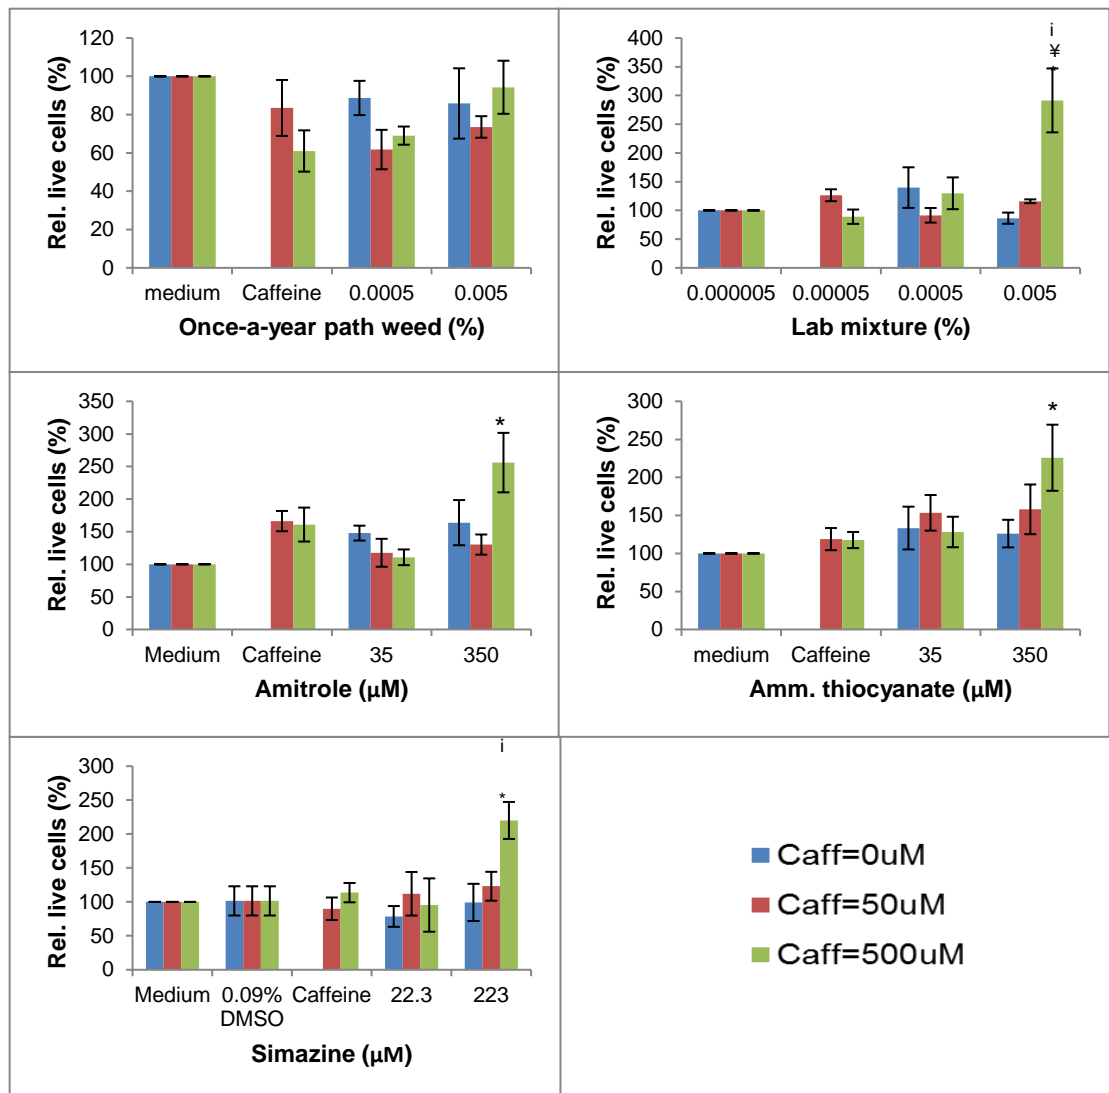 120
100
80
60
40
20
0
Rel. live cells (%)
medium Caffeine 0.0005 0.005
Once-a-year path weed (%)
i
¥
400
350
300
250
200
150
100
50
0
Rel. live cells (%)
0.000005 0.00005 0.0005 0.005
Lab mixture (%)
350
300
250
200
150
100
50
0
Rel. live cells (%)
*
Medium Caffeine 35 350
Amitrole (µM)
300
250
200
150
100
50
0
Rel. live cells (%)
*
medium Caffeine 35 350
Amm. thiocyanate (µM)
i
*
300
250
200
150
100
50
0
Rel. live cells (%)
Medium 0.09% Caffeine 22.3 223
DMSO
Simazine (µM)
Caff=0uM
Caff=50uM
Caff=500uM